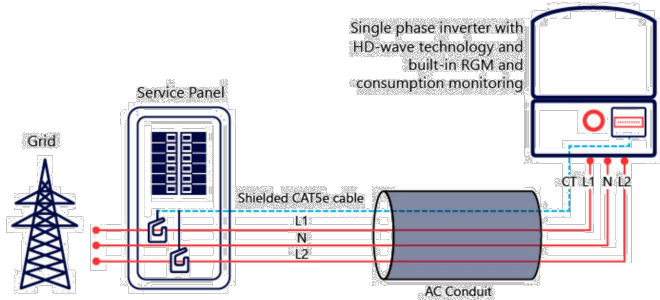 Single phase inverter with
HD-wave technology and
built-in RGM and
consumption monitoring
Service Panel
Grid
CT L1 N L2
Shielded CAT5e cable
L1
N
L2
AC Conduit